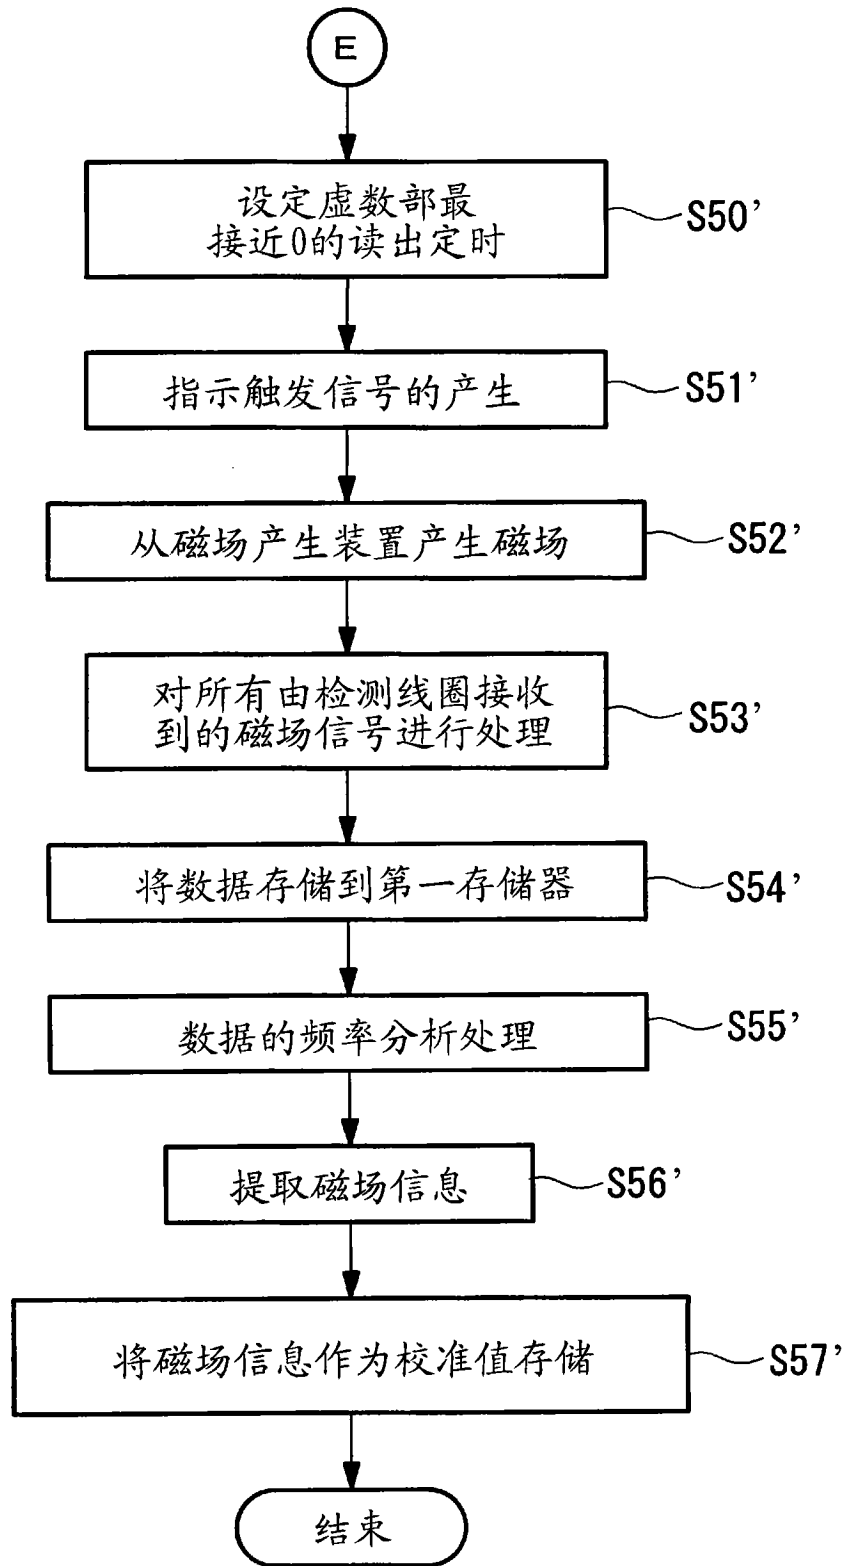 E
设定虚数部最
接近0的读出定时
S50’
指示触发信号的产生
S51’
从磁场产生装置产生磁场
S52’
对所有由检测线圈接收
到的磁场信号进行处理
S53’
将数据存储到第一存储器
S54’
数据的频率分析处理
S55’
提取磁场信息
S56’
将磁场信息作为校准值存储
S57’
结束